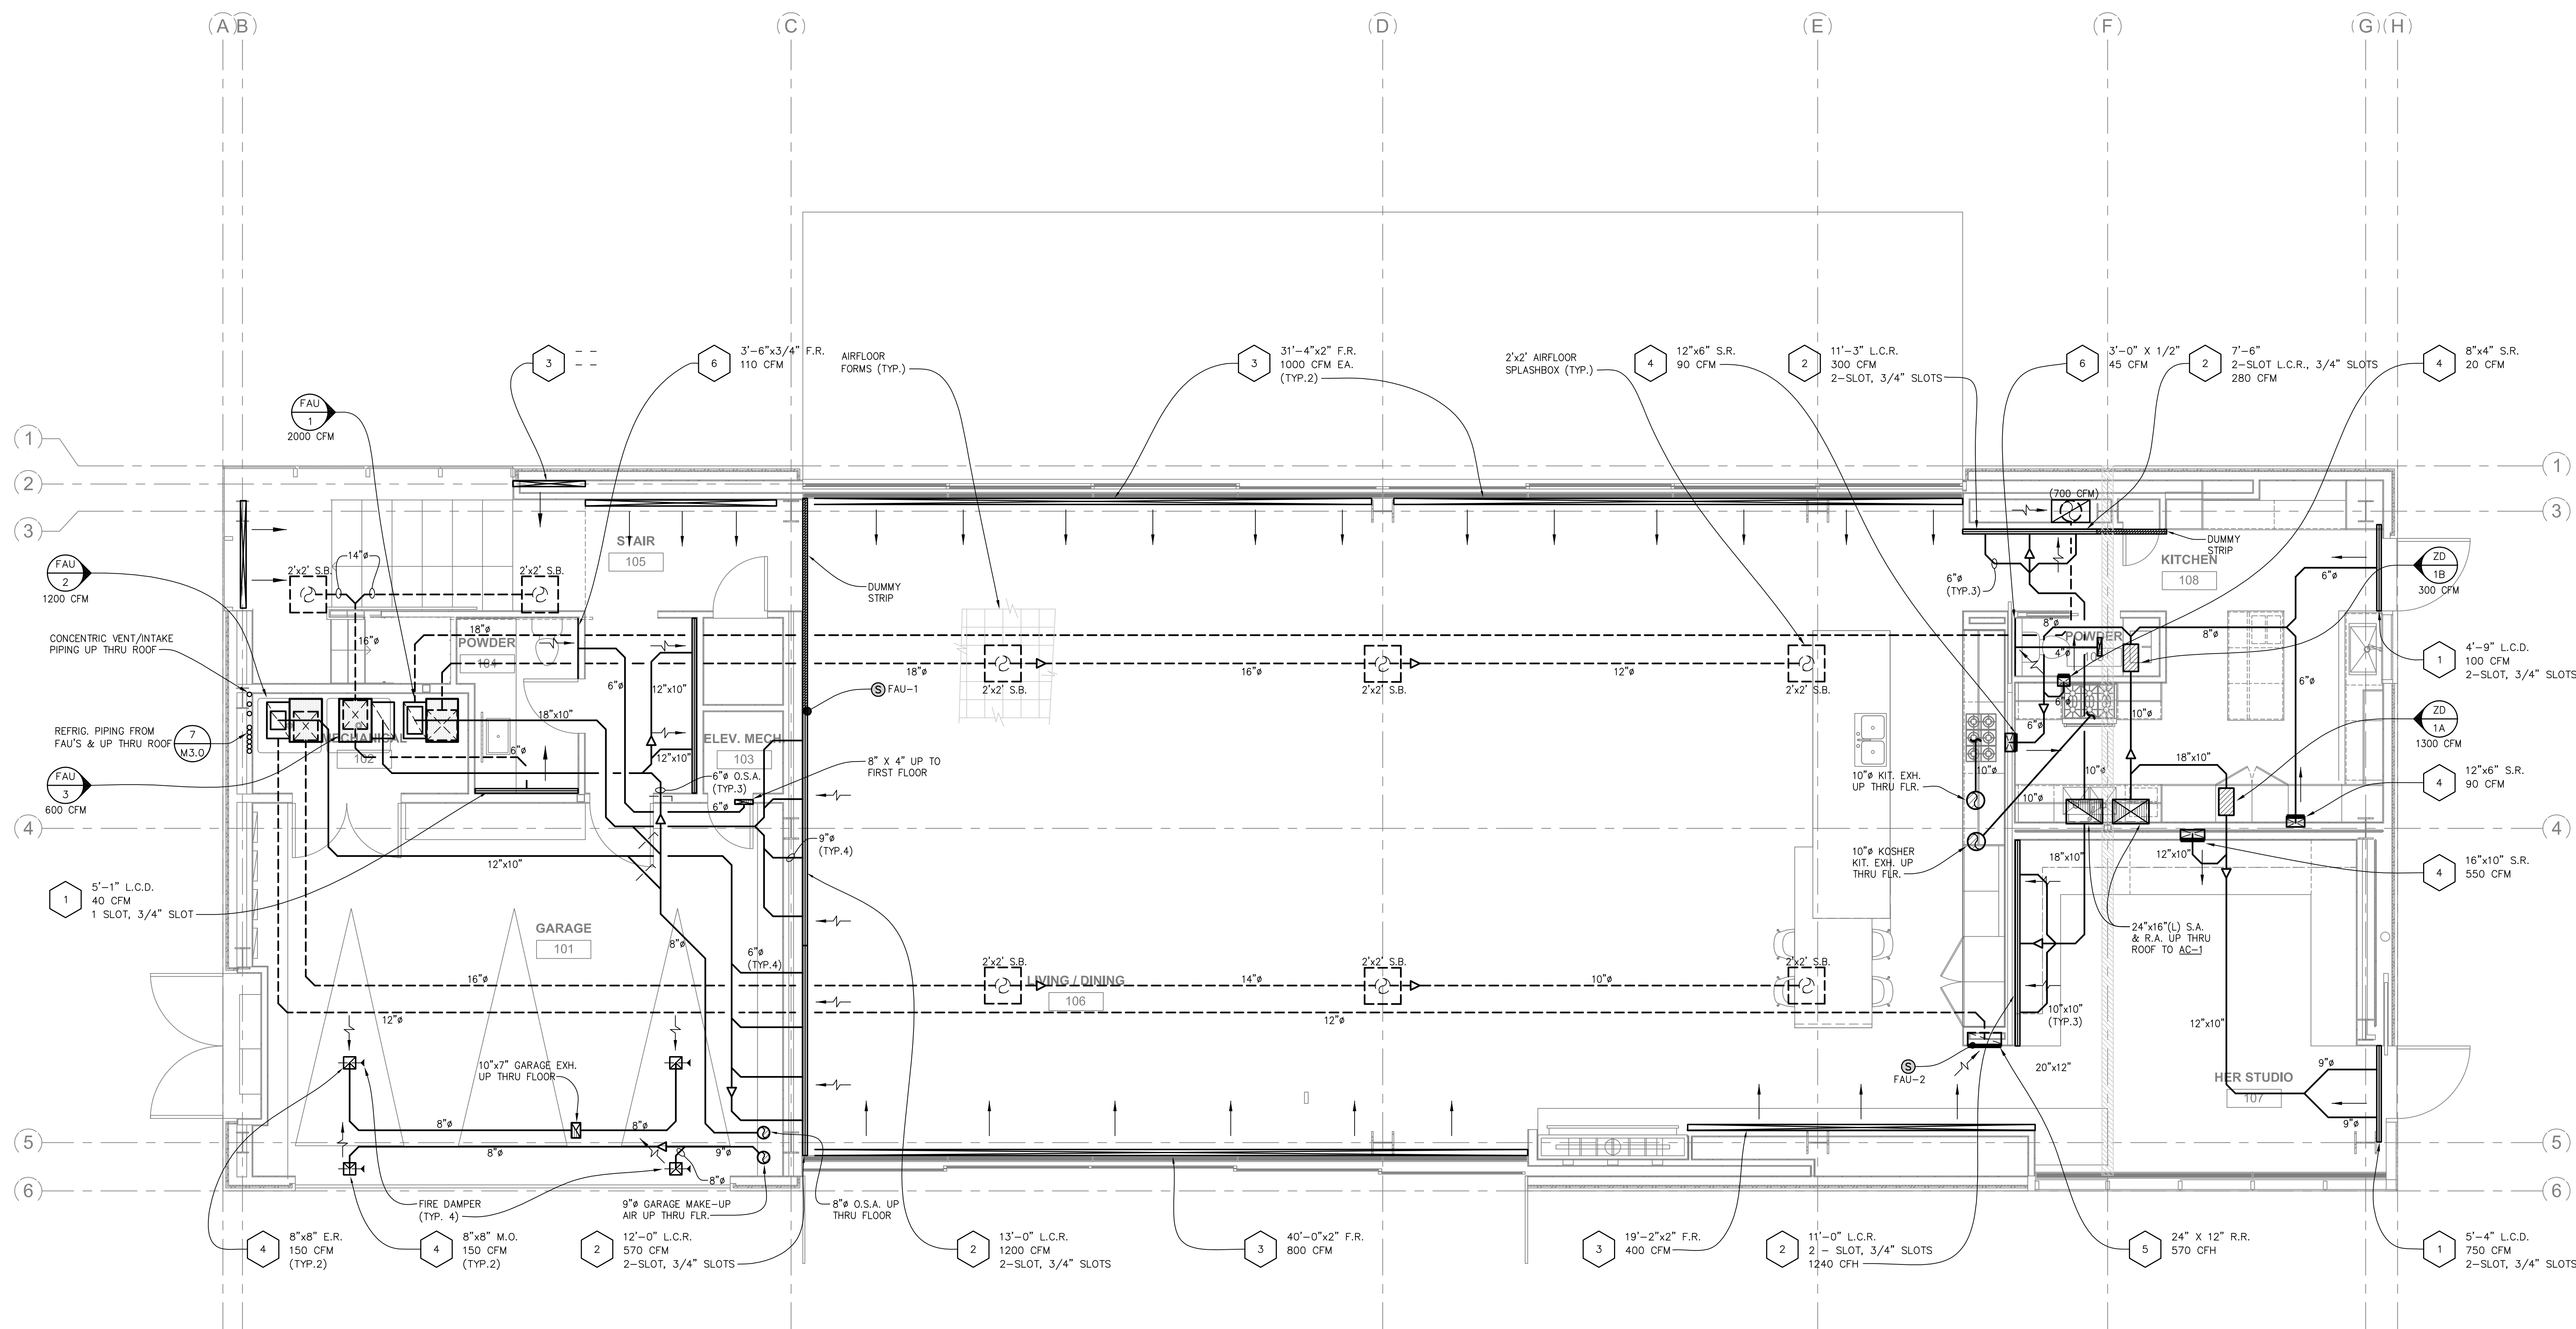 A
B
C
D
E
F
G
H
3
- -
- -
6
3'-6"x3/4" F.R.
110 CFM
AIRFLOOR
FORMS (TYP.)
3
31'-4"x2" F.R.
1000 CFM EA.
(TYP.2)
2'x2' AIRFLOOR
SPLASHBOX (TYP.)
4
12"x6" S.R.
90 CFM
2
11'-3" L.C.R.
300 CFM
2-SLOT, 3/4" SLOTS
6
3'-0" X 1/2"
45 CFM
2
7'-6"
2-SLOT L.C.R., 3/4" SLOTS
280 CFM
4
8"x4" S.R.
20 CFM
FAU
1
2000 CFM
1
1
2
3
3
(700 CFM)
STAIR
105
14"ø
FAU
2
1200 CFM
2'x2' S.B.
2'x2' S.B.
DUMMY
STRIP
6"ø
(TYP.3)
DUMMY
STRIP
KITCHEN
108
6"ø
ZD
1B
300 CFM
CONCENTRIC VENT/INTAKE
PIPING UP THRU ROOF
16"ø
POWDER
104
18"ø
8"ø
POWDER
4"ø
8"ø
1
4'-9" L.C.D.
100 CFM
2-SLOT, 3/4" SLOTS
18"ø
16"ø
12"ø
2'x2' S.B.
2'x2' S.B.
2'x2' S.B.
6"ø
12"x10"
S
FAU-1
6"ø
6"ø
10"ø
6"ø
REFRIG. PIPING FROM
FAU'S & UP THRU ROOF
7
M3.0
MECHANICAL
102
18"x10"
6"ø
12"x10"
ELEV. MECH
103
ZD
1A
1300 CFM
FAU
3
600 CFM
6"ø O.S.A.
(TYP.3)
8" X 4" UP TO
FIRST FLOOR
6"ø
10"ø KIT. EXH.
UP THRU FLR.
10"ø
10"ø
10"ø
18"x10"
4
12"x6" S.R.
90 CFM
4
4
9"ø
(TYP.4)
12"x10"
10"ø KOSHER
KIT. EXH. UP
THRU FLR.
18"x10"
12"x10"
4
16"x10" S.R.
550 CFM
1
5'-1" L.C.D.
40 CFM
1 SLOT, 3/4" SLOT
GARAGE
101
8"ø
6"ø
(TYP.4)
24"x16"(L) S.A.
& R.A. UP THRU
ROOF TO AC-1
2'x2' S.B.
2'x2' S.B.
2'x2' S.B.
16"ø
LIVING / DINING
106
14"ø
10"ø
12"ø
12"ø
10"x10"
(TYP.3)
12"x10"
10"x7" GARAGE EXH.
UP THRU FLOOR
S
FAU-2
20"x12"
HER STUDIO
107
9"ø
9"ø
8"ø
8"ø
5
5
8"ø
9"ø
8"ø
6
6
FIRE DAMPER
(TYP. 4)
9"ø GARAGE MAKE-UP
AIR UP THRU FLR.
8"ø O.S.A. UP
THRU FLOOR
4
8"x8" E.R.
150 CFM
(TYP.2)
4
8"x8" M.O.
150 CFM
(TYP.2)
2
12'-0" L.C.R.
570 CFM
2-SLOT, 3/4" SLOTS
2
13'-0" L.C.R.
1200 CFM
2-SLOT, 3/4" SLOTS
3
40'-0"x2" F.R.
800 CFM
3
19'-2"x2" F.R.
400 CFM
2
11'-0" L.C.R.
2 - SLOT, 3/4" SLOTS
1240 CFH
5
24" X 12" R.R.
570 CFH
1
5'-4" L.C.D.
750 CFM
2-SLOT, 3/4" SLOTS